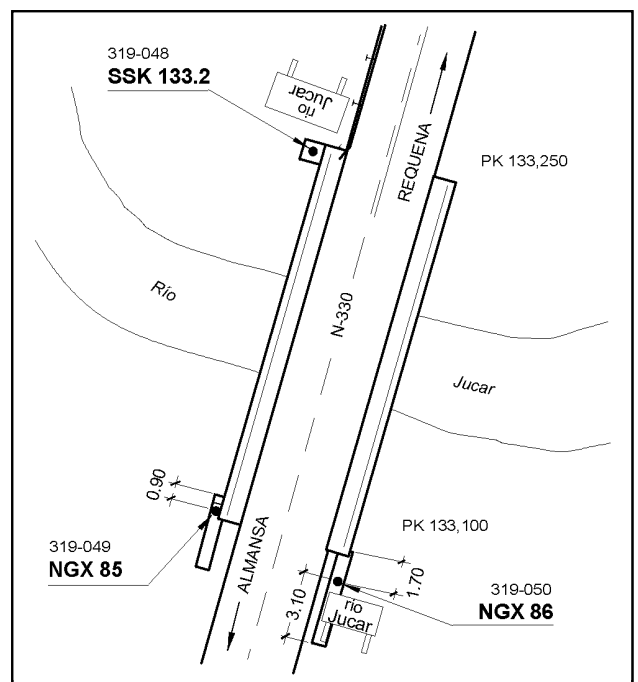 319-048
SSK 133.2
río
Jucar
REQUENA
PK 133,250
Río
N-330
Jucar
0.90
319-049
NGX 85
ALMANSA
PK 133,100
3.10
1.70
río
Jucar
319-050
NGX 86